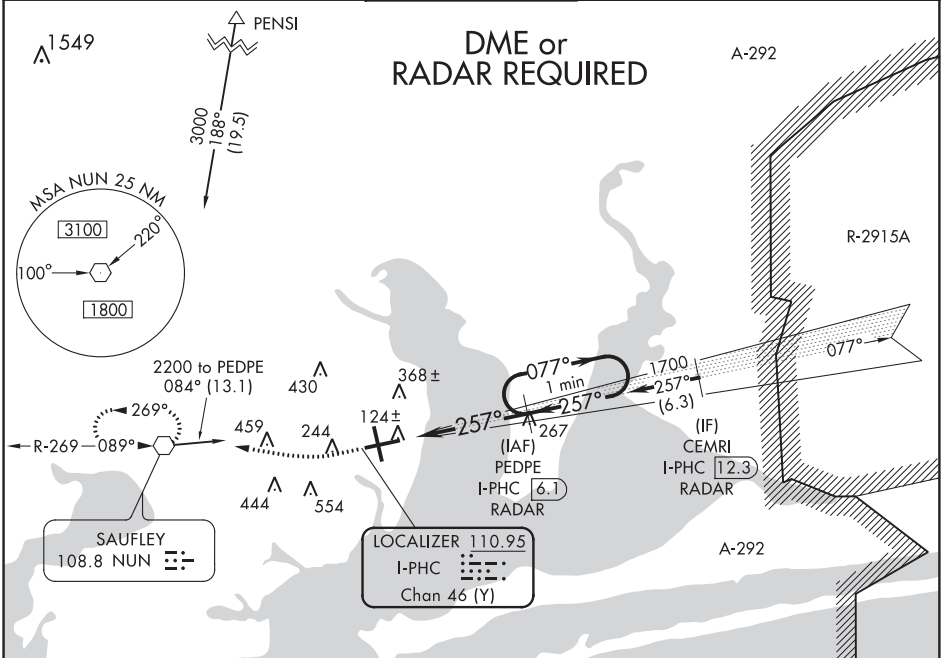 PENSI
1549
DME or
RADAR REQUIRED
A-292
3000
188°
(19.5)
MSA NUN 25 NM
3100
220°
100°
1800
R-2915A
2200 to PEDPE
084° (13.1)
430
368±
077°
1 min
1700
257°
257°
(6.3)
077°
269°
R-269
089°
459
244
124±
257°
267
(IAF)
PEDPE
I-PHC 6.1
RADAR
(IF)
CEMRI
I-PHC 12.3
RADAR
444
554
SAUFLEY
108.8 NUN
LOCALIZER 110.95
I-PHC
Chan 46 (Y)
A-292